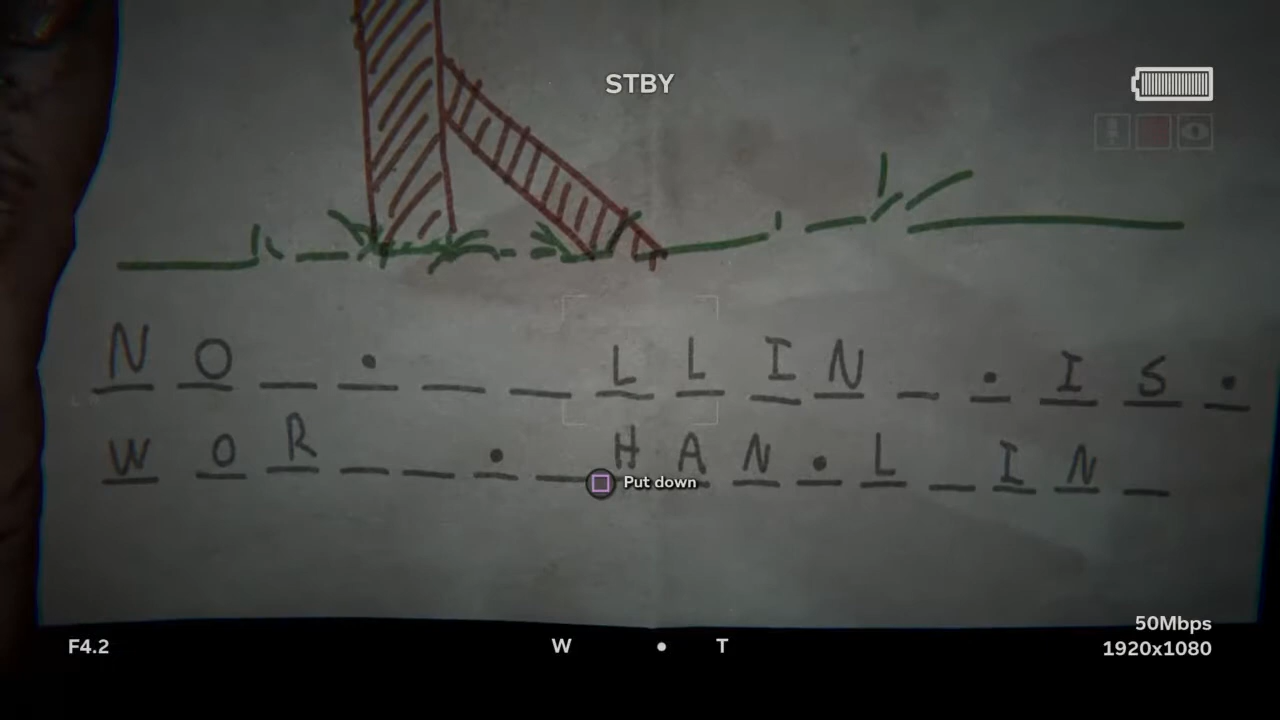 STBY
N O _ • _ _ L L I N _ • I S •
W O R _ _ • _ H A N • L _ I N _
Put down
F4.2 W • T 50Mbps
1920x1080